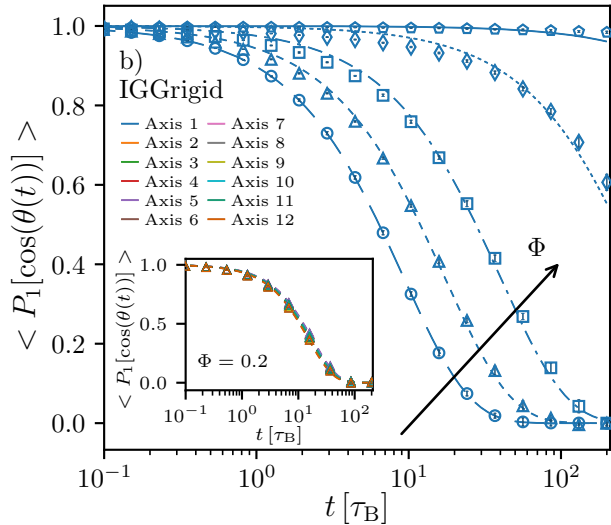 b)
IGGrigid
Axis 1
Axis 2
Axis 3
Axis 4
Axis 5
Axis 6
Axis 7
Axis 8
Axis 9
Axis 10
Axis 11
Axis 12
Φ
< P₁[cos(θ(t))] >
1.0
0.8
0.6
0.4
0.2
0.0
10⁻¹
10⁰
10¹
10²
t [τ_B]
< P₁[cos(θ(t))] >
1.0
0.5
0.0
Φ = 0.2
10⁻¹
10⁰
10¹
10²
t [τ_B]